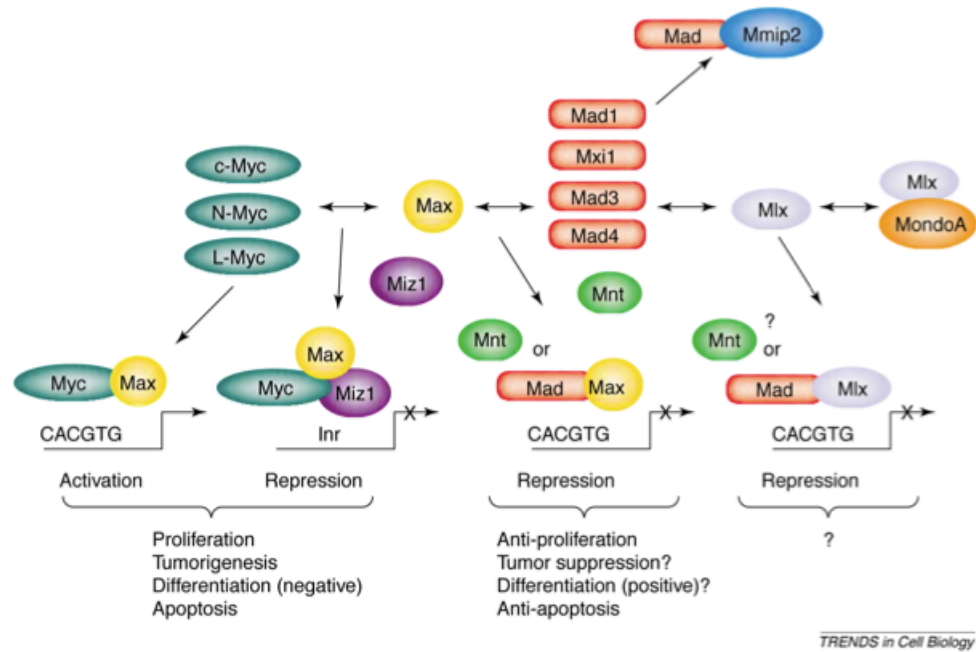 Mad Mmip2
Mad1
c-Myc Mxi1 Mlx
N-Myc Max Mad3 Mlx MondoA
L-Myc Mad4
Miz1 Mnt
Max Mnt or Mnt ? or
Myc Max Myc Miz1 Mad Max Mad Mlx
X X X
CACGTG Inr CACGTG CACGTG
Activation Repression Repression Repression
Proliferation
Tumorigenesis
Differentiation (negative)
Apoptosis
Anti-proliferation
Tumor suppression?
Differentiation (positive)?
Anti-apoptosis
?
TRENDS in Cell Biology